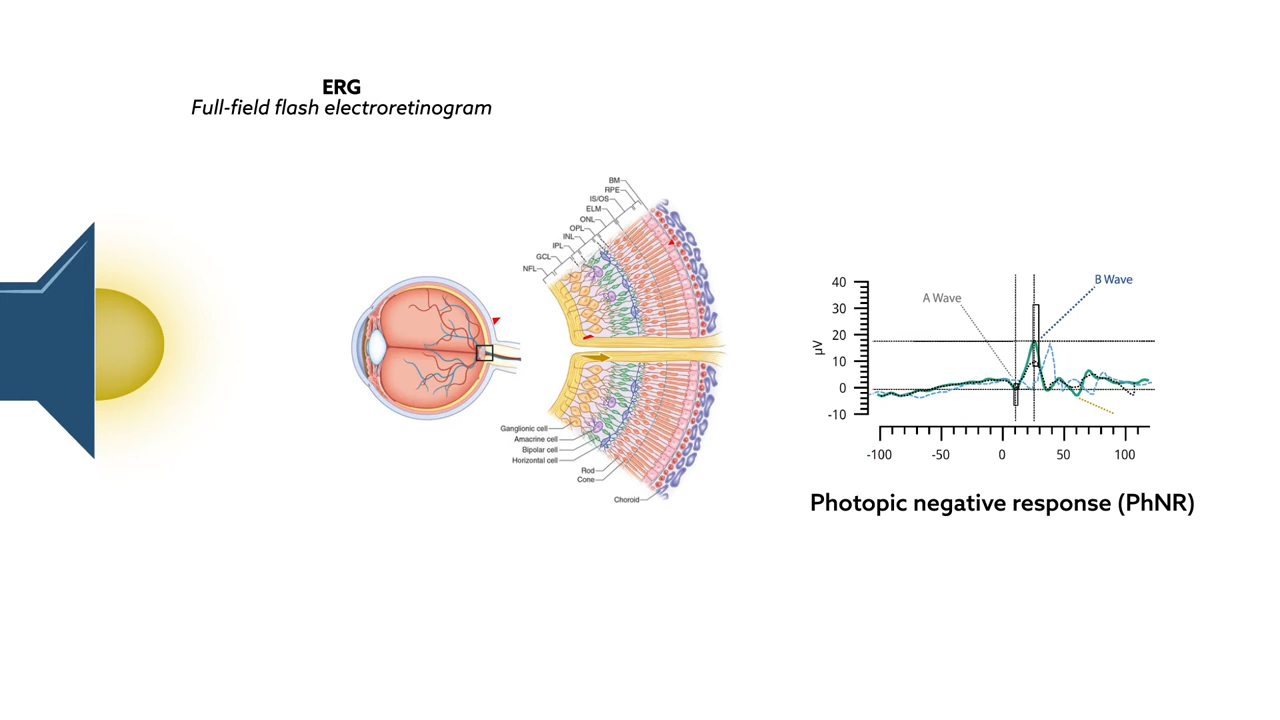 ERG
Full-field flash electroretinogram
BM
RPE
IS/OS
ELM
ONL
OPL
INL
IPL
GCL
NFL
Ganglionic cell
Amacrine cell
Bipolar cell
Horizontal cell
Rod
Cone
Choroid
A Wave
B Wave
µV
40
30
20
10
0
-10
-100
-50
0
50
100
Photopic negative response (PhNR)